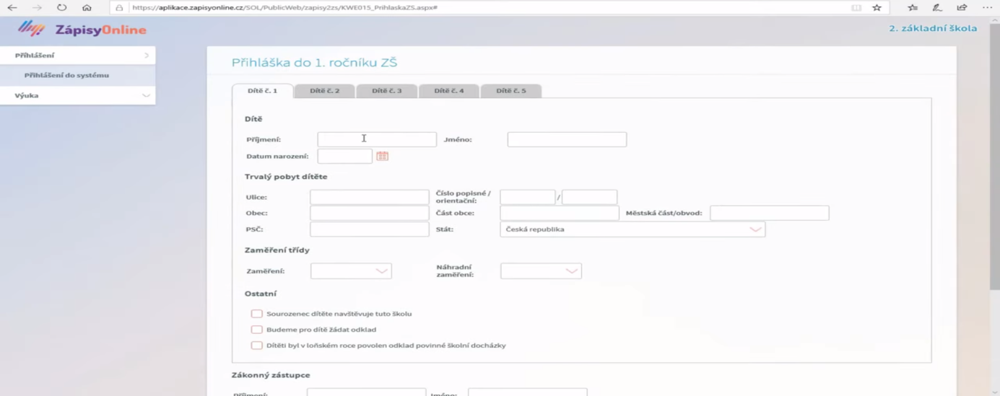 https://aplikace.zapisyonline.cz/SOL/PublicWeb/zapisy2zs/KWE015_PrihlaskaZS.aspx#
ZápisyOnline
2. základní škola
Přihlášení
Přihlášení do systému
Výuka
Přihláška do 1. ročníku ZŠ
Dítě č. 1 Dítě č. 2 Dítě č. 3 Dítě č. 4 Dítě č. 5
Dítě
Příjmení: Jméno:
Datum narození:
Trvalý pobyt dítěte
Ulice: Číslo popisné / orientační: /
Obec: Část obce: Městská část/obvod:
PSČ: Stát: Česká republika
Zaměření třídy
Zaměření: Náhradní zaměření:
Ostatní
Sourozenec dítěte navštěvuje tuto školu
Budeme pro dítě žádat odklad
Dítěti byl v loňském roce povolen odklad povinné školní docházky
Zákonný zástupce
Příjmení: Jméno: